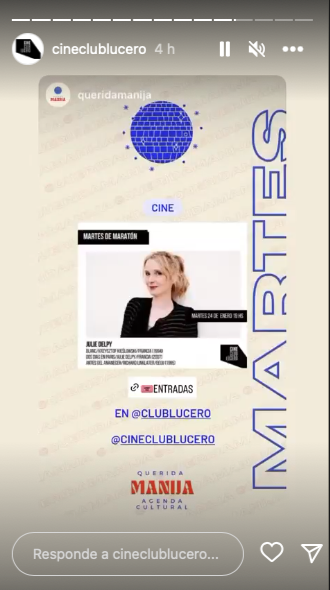 cineclublucero 4 h
queridamanija
CINE
MARTES DE MARATÓN
MARTES 24 DE ENERO 19 HS
JULIE DELPY
ENTRADAS
EN @CLUBLUCERO
@CINECLUBLUCERO
QUERIDA
MANIJA
AGENDA
CULTURAL
MARTES
Responde a cineclublucero...